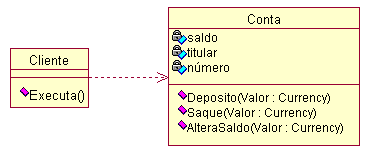 Cliente
Executa()
Conta
saldo
titular
número
Deposito(Valor : Currency)
Saque(Valor : Currency)
AlteraSaldo(Valor : Currency)